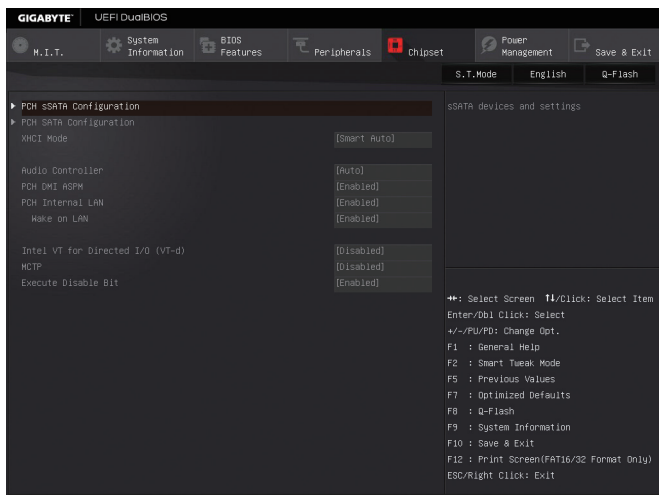 GIGABYTE™ UEFI DualBIOS
M.I.T. System Information BIOS Features Peripherals Chipset Power Management Save & Exit
S.T.Mode English Q-Flash
PCH sSATA Configuration
PCH SATA Configuration
XHCI Mode [Smart Auto]
Audio Controller [Auto]
PCH DMI ASPM [Enabled]
PCH Internal LAN [Enabled]
Wake on LAN [Enabled]
Intel VT for Directed I/O (VT-d) [Disabled]
MCTP [Disabled]
Execute Disable Bit [Enabled]
sSATA devices and settings
→←: Select Screen ↑↓/Click: Select Item
Enter/Dbl Click: Select
+/-/PU/PD: Change Opt.
F1 : General Help
F2 : Smart Tweak Mode
F5 : Previous Values
F7 : Optimized Defaults
F8 : Q-Flash
F9 : System Information
F10 : Save & Exit
F12 : Print Screen(FAT16/32 Format Only)
ESC/Right Click: Exit